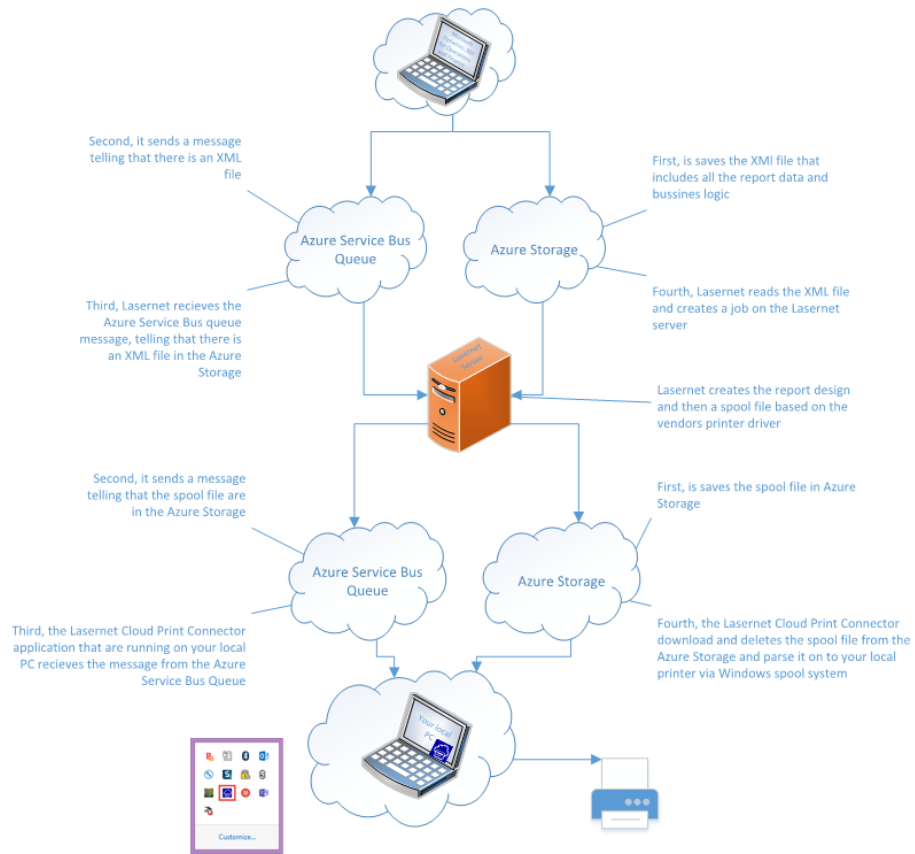 Microsoft
Dynamics 365
for Operations
Second, it sends a message
telling that there is an XML
file
First, is saves the XMl file that
includes all the report data and
bussines logic
Azure Service Bus
Queue
Azure Storage
Third, Lasernet recieves the
Azure Service Bus queue
message, telling that there is
an XML file in the Azure
Storage
Fourth, Lasernet reads the XML file
and creates a job on the Lasernet
server
Lasernet
Server
Lasernet creates the report design
and then a spool file based on the
vendors printer driver
Second, it sends a message
telling that the spool file are
in the Azure Storage
First, is saves the spool file in Azure
Storage
Azure Service Bus
Queue
Azure Storage
Third, the Lasernet Cloud Print Connector
application that are running on your local
PC recieves the message from the Azure
Service Bus Queue
Fourth, the Lasernet Cloud Print Connector
download and deletes the spool file from the
Azure Storage and parse it on to your local
printer via Windows spool system
Your local
PC
Customize...